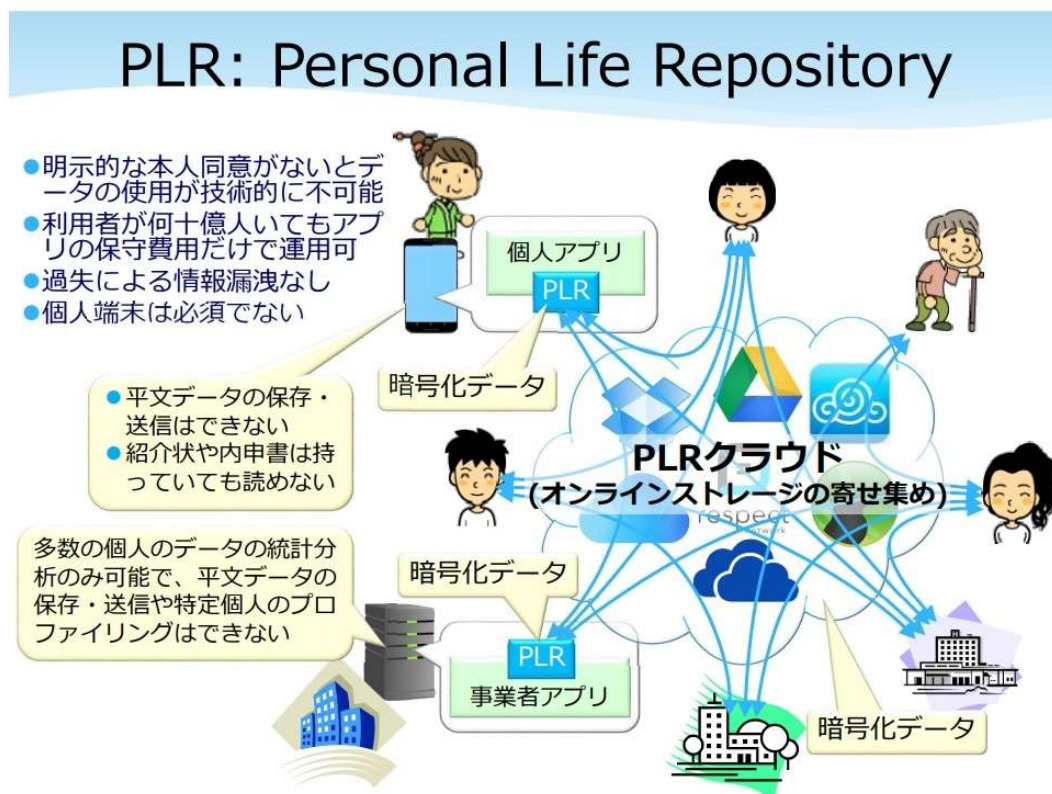 PLR: Personal Life Repository
●明示的な本人同意がないとデ
ータの使用が技術的に不可能
●利用者が何十億人いてもアプ
リの保守費用だけで運用可
●過失による情報漏洩なし
●個人端末は必須でない
個人アプリ
PLR
暗号化データ
●平文データの保存・
送信はできない
●紹介状や内申書は持
っていても読めない
PLRクラウド
(オンラインストレージの寄せ集め)
respect
network
多数の個人のデータの統計分
析のみ可能で、平文データの
保存・送信や特定個人のプロ
ファイリングはできない
暗号化データ
PLR
事業者アプリ
暗号化データ